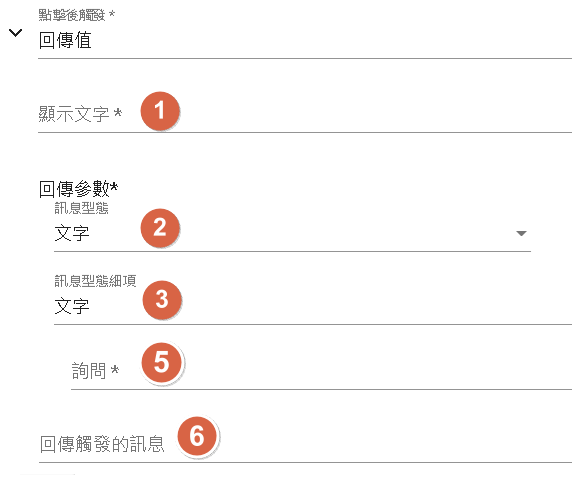 點擊後觸發 *
回傳值
顯示文字 * 1
回傳參數*
訊息型態
文字 2
訊息型態細項
文字 3
詢問 * 5
回傳觸發的訊息 6